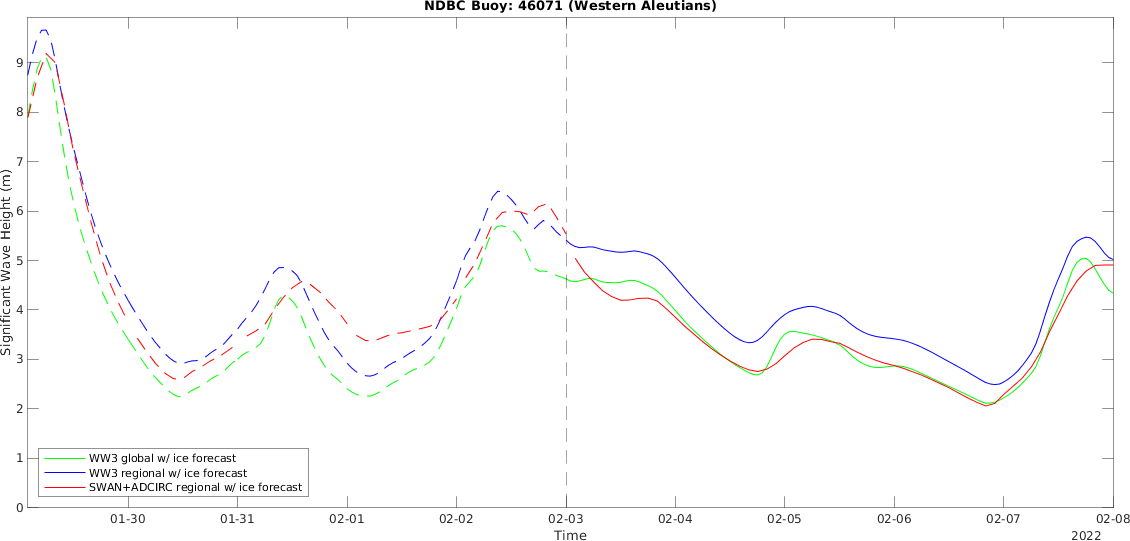 NDBC Buoy: 46071 (Western Aleutians)
Significant Wave Height (m)
9
8
7
6
5
4
3
2
1
0
WW3 global w/ ice forecast
WW3 regional w/ ice forecast
SWAN+ADCIRC regional w/ ice forecast
01-30 01-31 02-01 02-02 02-03 02-04 02-05 02-06 02-07 02-08
Time
2022